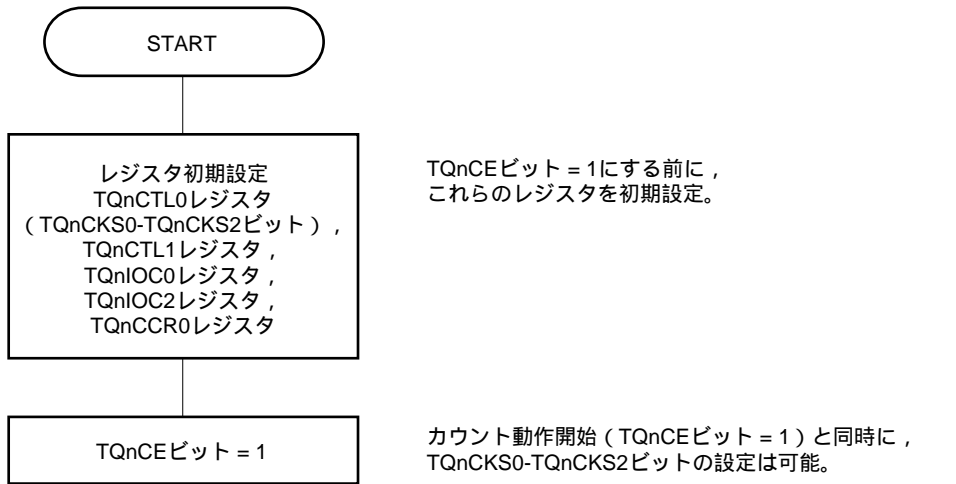 START
レジスタ初期設定
TQnCTL0レジスタ
（TQnCKS0-TQnCKS2ビット），
TQnCTL1レジスタ，
TQnIOC0レジスタ，
TQnIOC2レジスタ，
TQnCCR0レジスタ
TQnCEビット = 1にする前に，
これらのレジスタを初期設定。
TQnCEビット = 1
カウント動作開始（TQnCEビット = 1）と同時に，
TQnCKS0-TQnCKS2ビットの設定は可能。